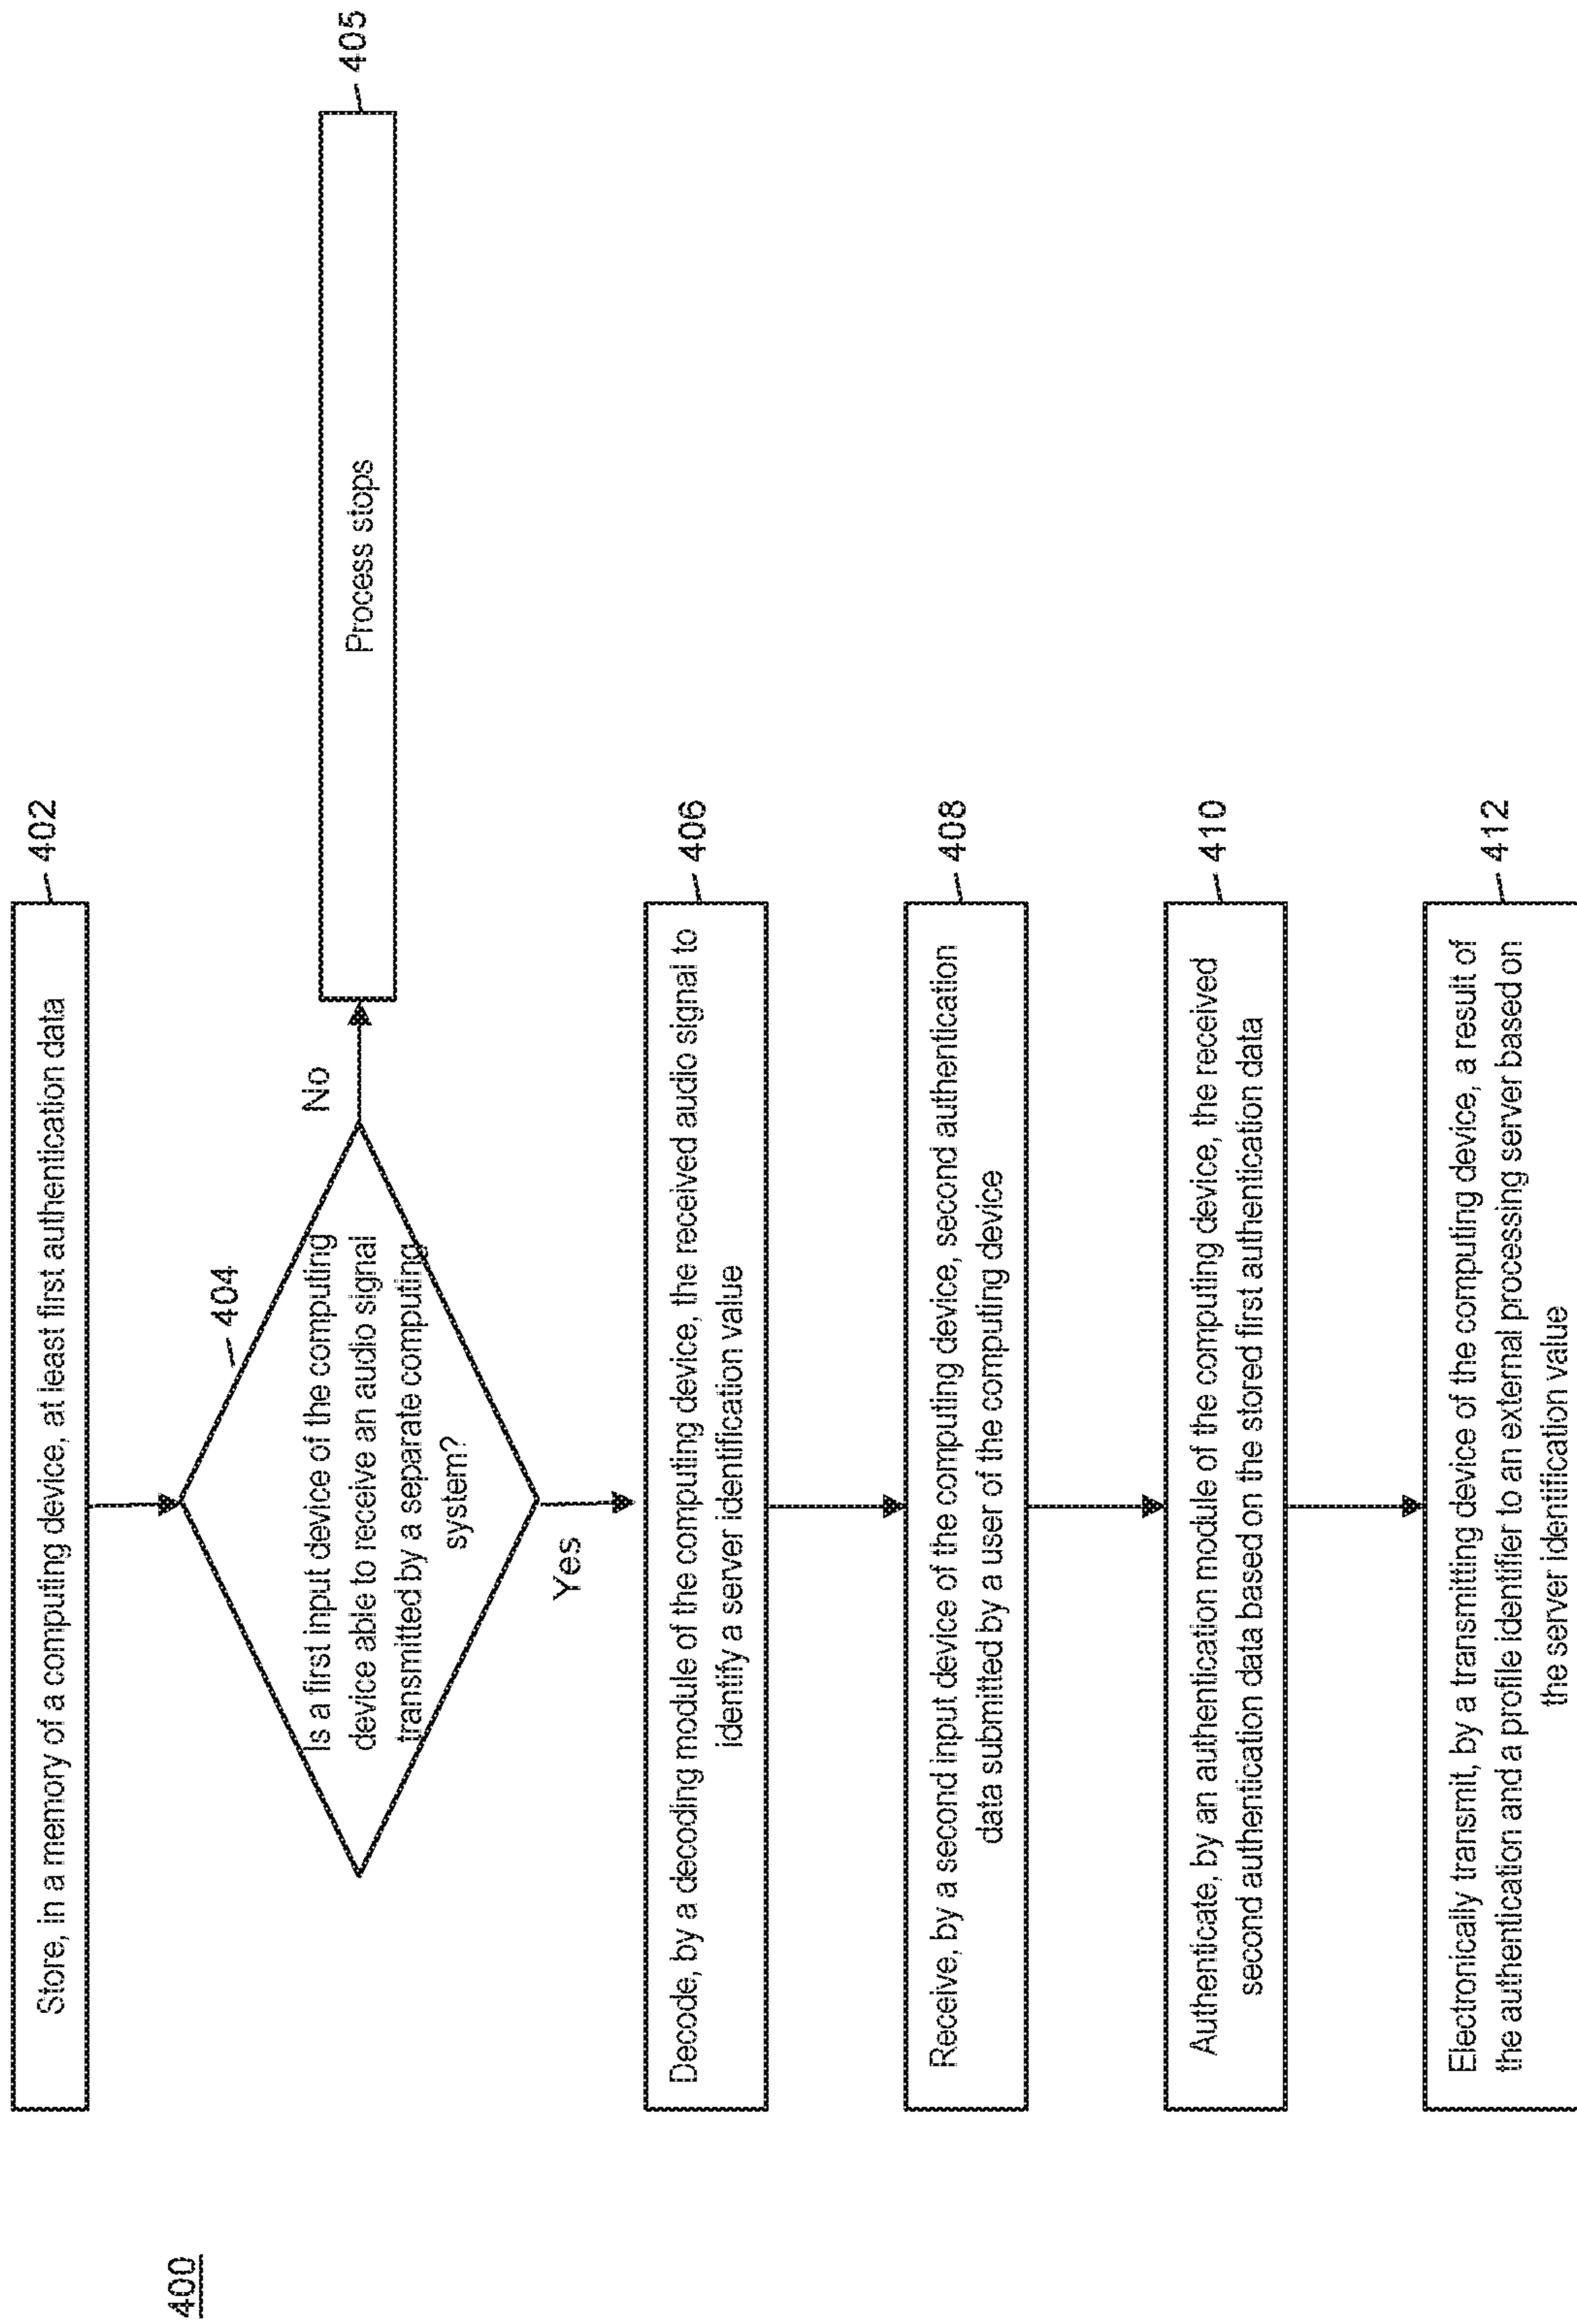 400
402
Store, in a memory of a computing device, at least first authentication data
404
Is a first input device of the computing
device able to receive an audio signal
transmitted by a separate computing
system?
No
405
Process stops
Yes
406
Decode, by a decoding module of the computing device, the received audio signal to
identify a server identification value
408
Receive, by a second input device of the computing device, second authentication
data submitted by a user of the computing device
410
Authenticate, by an authentication module of the computing device, the received
second authentication data based on the stored first authentication data
412
Electronically transmit, by a transmitting device of the computing device, a result of
the authentication and a profile identifier to an external processing server based on
the server identification value